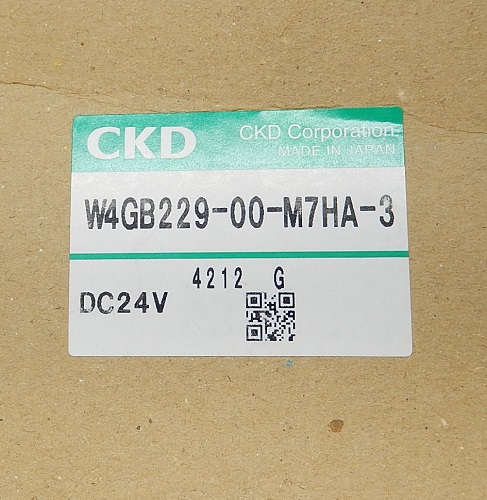 CKD
CKD Corporation
MADE IN JAPAN
W4GB229-00-M7HA-3
4212 G
DC24V